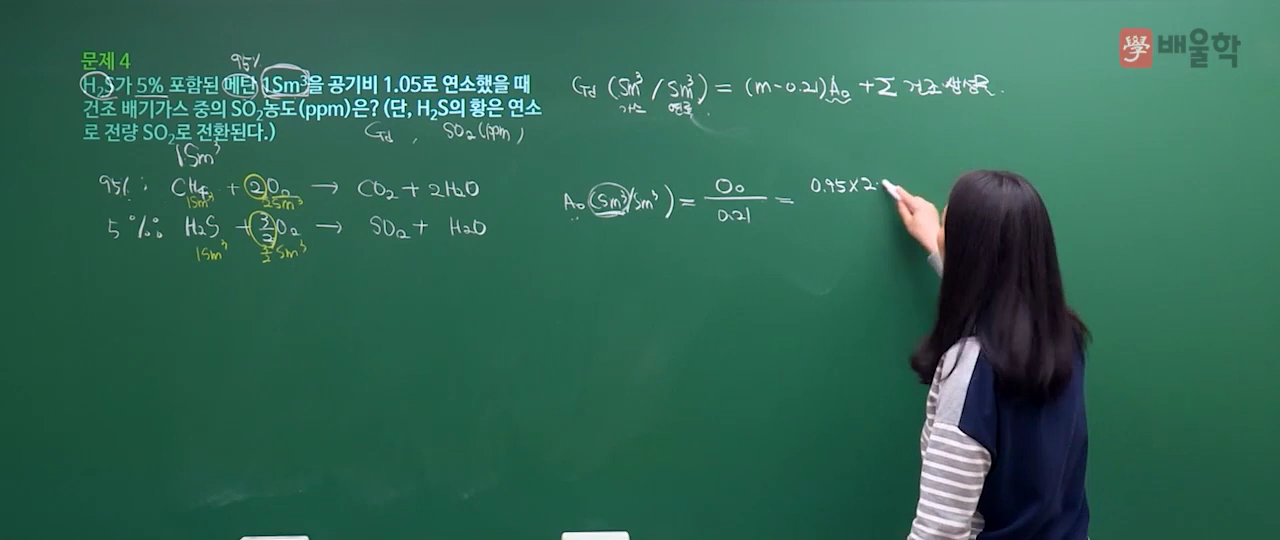 學 배울학
문제 4
95%
H₂S가 5% 포함된 메탄 1Sm³을 공기비 1.05로 연소했을 때
건조 배기가스 중의 SO₂농도(ppm)은? (단, H₂S의 황은 연소
로 전량 SO₂로 전환된다.)
Gd , SO₂(ppm)
1Sm³
95% : CH₄ + 2O₂ → CO₂ + 2H₂O
1Sm³ 2Sm³
5% : H₂S + 3/2 O₂ → SO₂ + H₂O
1Sm³ 3/2 Sm³
Gd (Sm³/Sm³) = (m-0.21)A₀ + Σ 건조생성물.
가스 연료
A₀ (Sm³/Sm³) = O₀/0.21 = 0.95×2